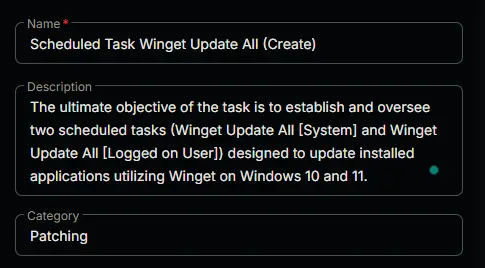 Name *
Scheduled Task Winget Update All (Create)
Description
The ultimate objective of the task is to establish and oversee
two scheduled tasks (Winget Update All [System] and Winget
Update All [Logged on User]) designed to update installed
applications utilizing Winget on Windows 10 and 11.
Category
Patching